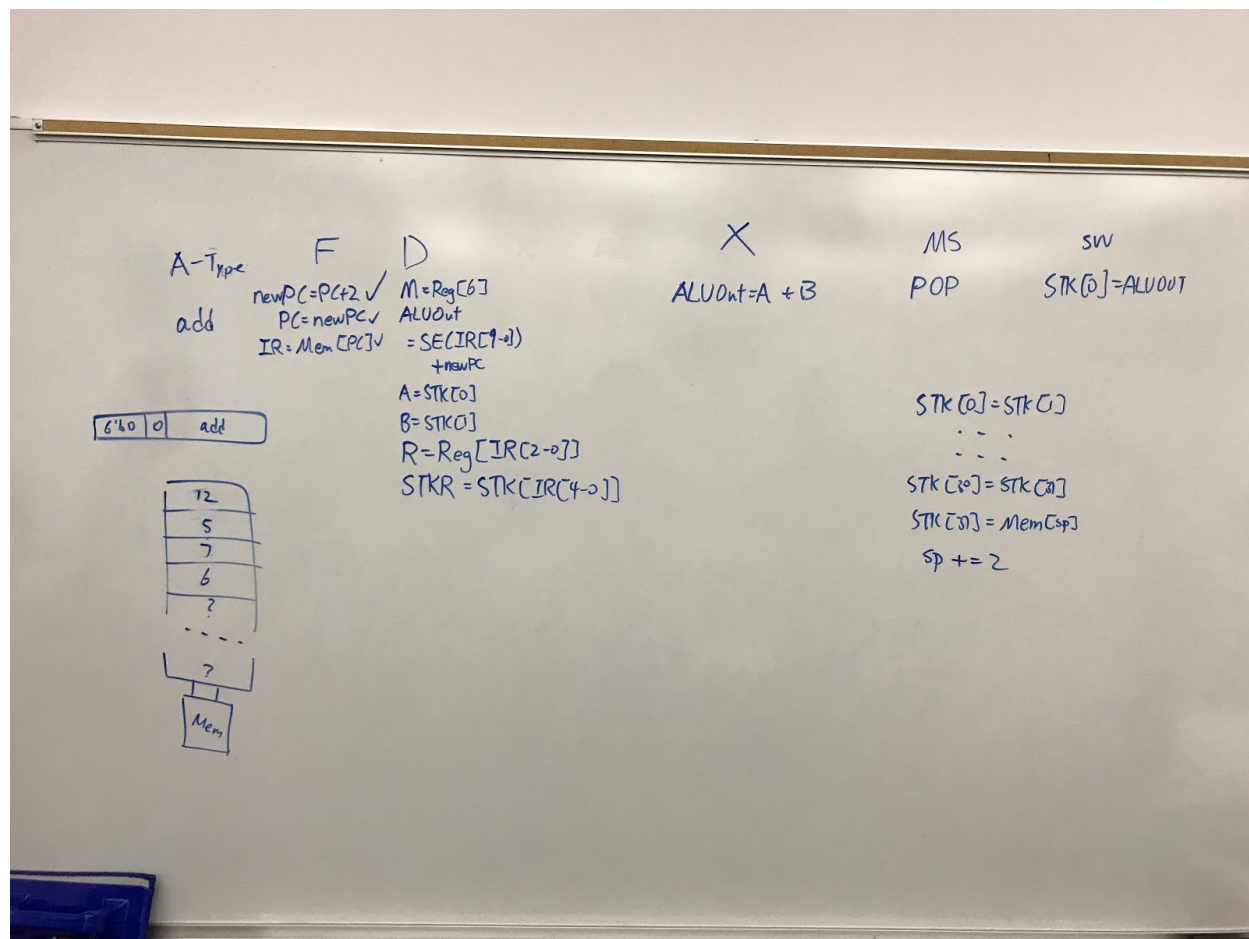 A-Type
add
F
newPC=PC+2 ✓
PC=newPC ✓
IR=Mem[PC] ✓
D
M=Reg[6]
ALUOut
=SE(IR[9-0])
+newPC
A=STK[0]
B=STK[1]
R=Reg[IR[2-0]]
STKR=STK[IR[4-0]]
X
ALUOut=A+B
MS
POP
STK[0]=STK[1]
. . .
. . .
STK[30]=STK[31]
STK[31]=Mem[sp]
sp += 2
SW
STK[0]=ALUOUT
6'b0 0 add
12
5
7
6
?
. . . .
?
Mem